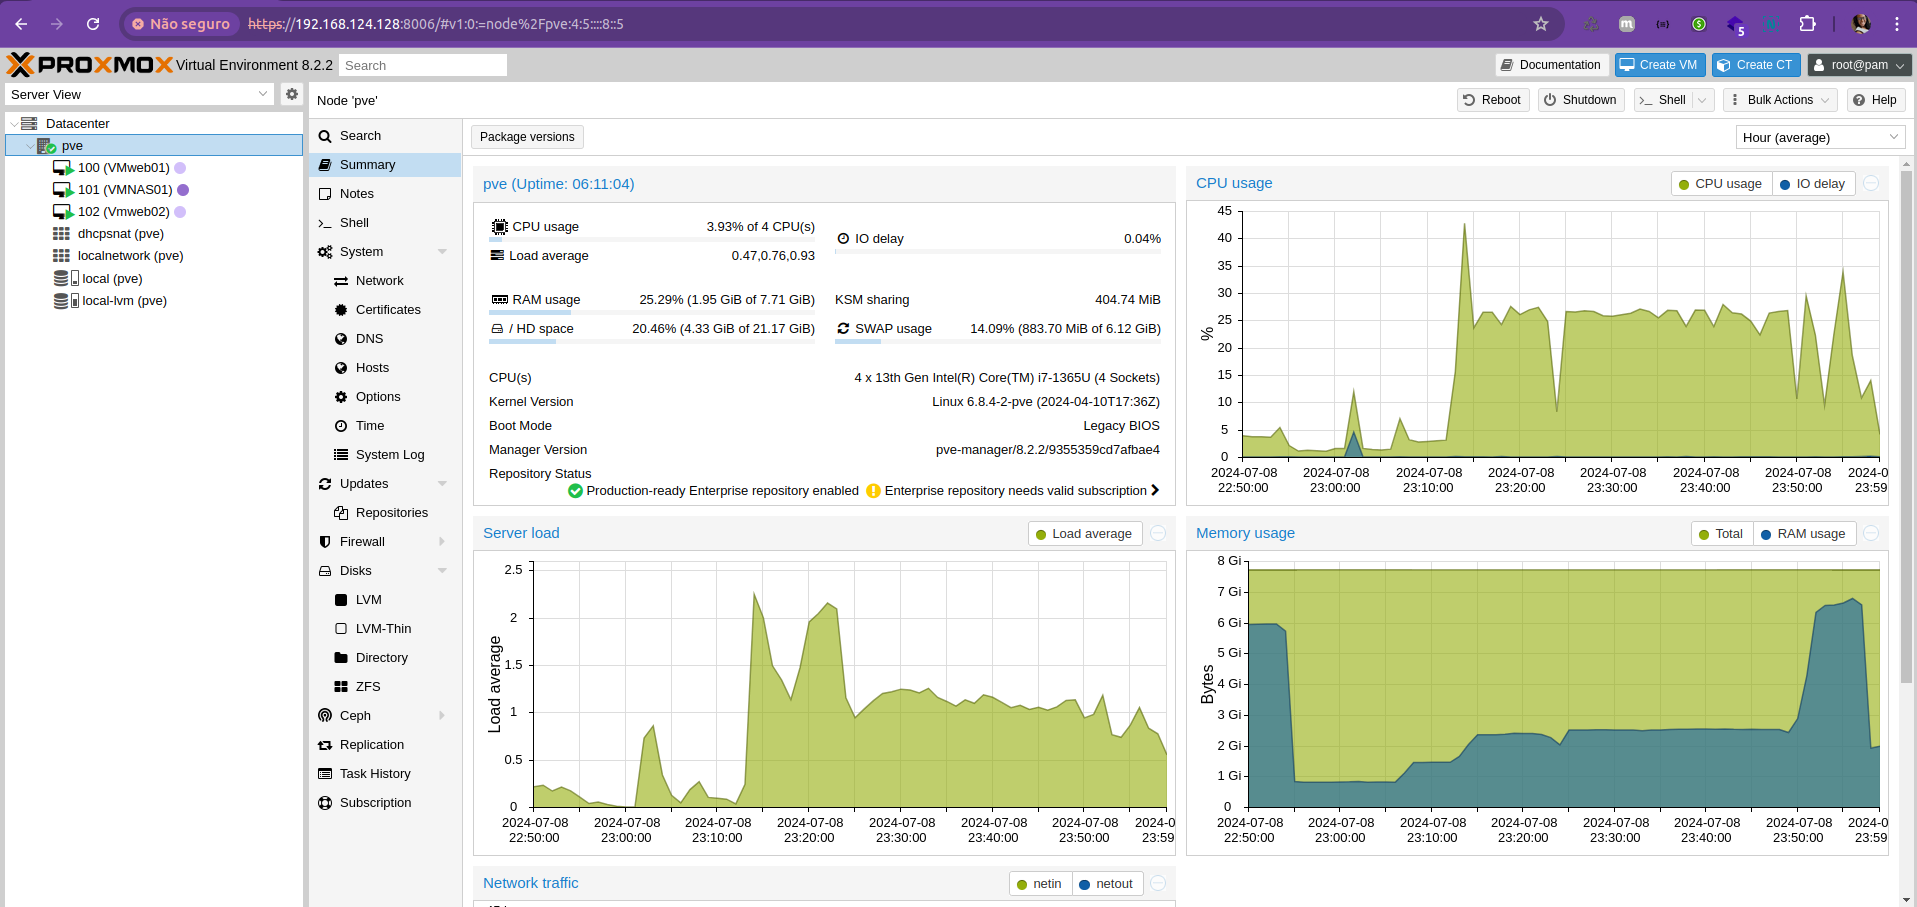 Não seguro https://192.168.124.128:8006/#v1:0:=node%2Fpve:4:5::::8::5
m
5
PROXMOX Virtual Environment 8.2.2 Search
Documentation Create VM Create CT root@pam
Server View
Node 'pve'
Reboot Shutdown Shell Bulk Actions Help
Datacenter
pve
100 (VMweb01)
101 (VMNAS01)
102 (Vmweb02)
dhcpsnat (pve)
localnetwork (pve)
local (pve)
local-lvm (pve)
Search
Summary
Notes
Shell
System
Network
Certificates
DNS
Hosts
Options
Time
System Log
Updates
Repositories
Firewall
Disks
LVM
LVM-Thin
Directory
ZFS
Ceph
Replication
Task History
Subscription
Package versions
Hour (average)
pve (Uptime: 06:11:04)
CPU usage 3.93% of 4 CPU(s)
IO delay 0.04%
Load average 0.47,0.76,0.93
RAM usage 25.29% (1.95 GiB of 7.71 GiB)
KSM sharing 404.74 MiB
/ HD space 20.46% (4.33 GiB of 21.17 GiB)
SWAP usage 14.09% (883.70 MiB of 6.12 GiB)
CPU(s) 4 x 13th Gen Intel(R) Core(TM) i7-1365U (4 Sockets)
Kernel Version Linux 6.8.4-2-pve (2024-04-10T17:36Z)
Boot Mode Legacy BIOS
Manager Version pve-manager/8.2.2/9355359cd7afbae4
Repository Status
Production-ready Enterprise repository enabled Enterprise repository needs valid subscription
CPU usage
CPU usage IO delay
%
45
40
35
30
25
20
15
10
5
0
2024-07-08 2024-07-08 2024-07-08 2024-07-08 2024-07-08 2024-07-08 2024-07-08 2024-0
22:50:00 23:00:00 23:10:00 23:20:00 23:30:00 23:40:00 23:50:00 23:59
Server load
Load average
Load average
2.5
2
1.5
1
0.5
0
2024-07-08 2024-07-08 2024-07-08 2024-07-08 2024-07-08 2024-07-08 2024-07-08 2024-0
22:50:00 23:00:00 23:10:00 23:20:00 23:30:00 23:40:00 23:50:00 23:59
Memory usage
Total RAM usage
Bytes
8 Gi
7 Gi
6 Gi
5 Gi
4 Gi
3 Gi
2 Gi
1 Gi
0
2024-07-08 2024-07-08 2024-07-08 2024-07-08 2024-07-08 2024-07-08 2024-07-08 2024-0
22:50:00 23:00:00 23:10:00 23:20:00 23:30:00 23:40:00 23:50:00 23:59
Network traffic
netin netout